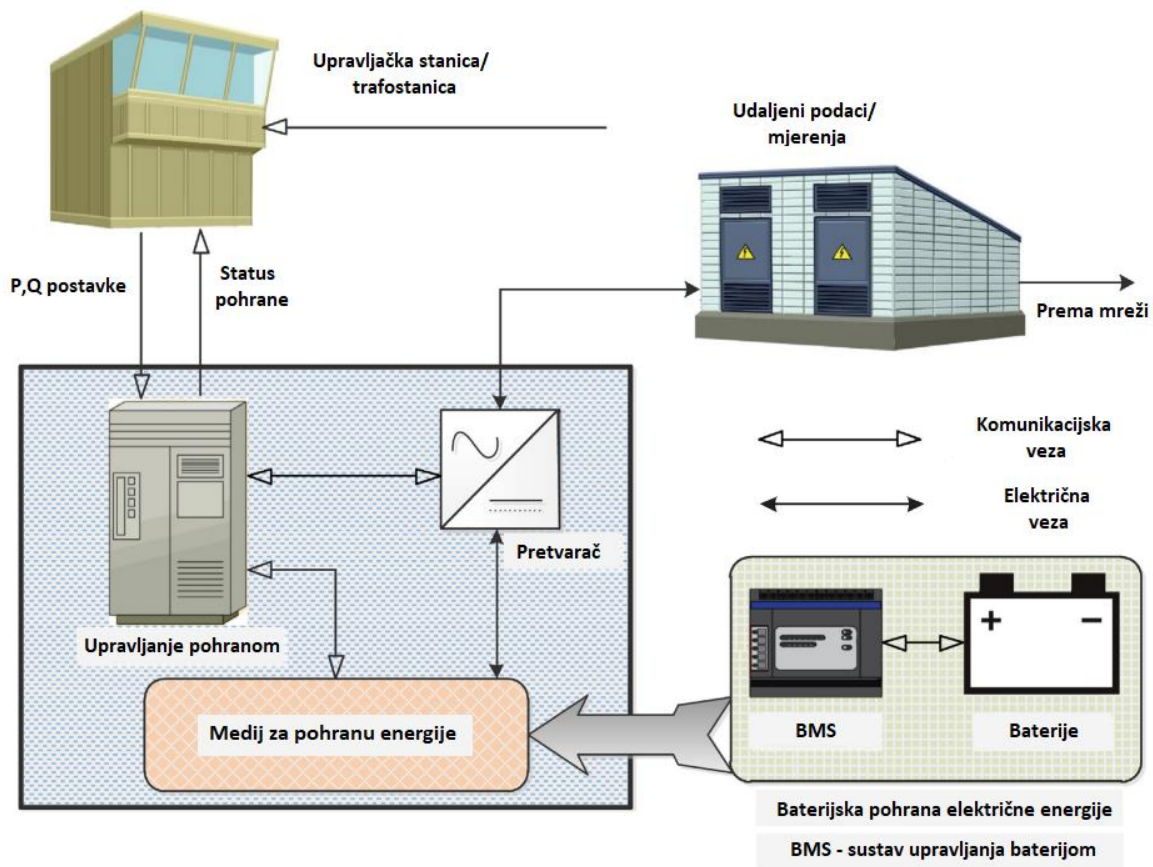 Upravljačka stanica/
trafostanica
Udaljeni podaci/
mjerenja
P,Q postavke
Status
pohrane
Prema mreži
Komunikacijska
veza
Električna
veza
Pretvarač
Upravljanje pohranom
Medij za pohranu energije
+
−
BMS
Baterije
Baterijska pohrana električne energije
BMS - sustav upravljanja baterijom